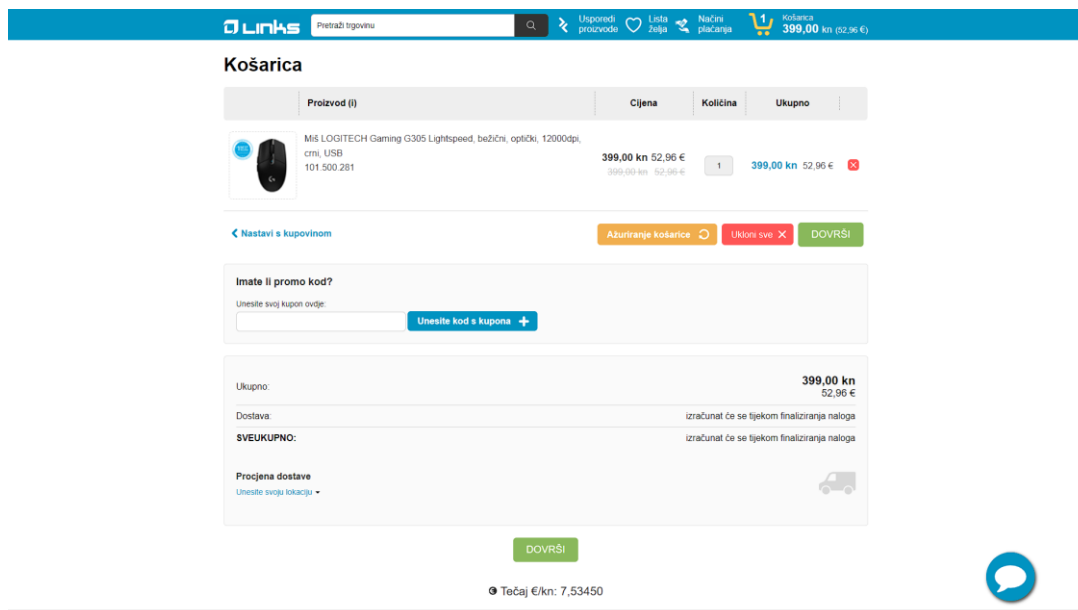 LINKS
Pretraži trgovinu
Usporedi proizvode
Lista želja
Načini plaćanja
1
Košarica
399,00 kn (52,96 €)
Košarica
Proizvod (i) Cijena Količina Ukupno
Miš LOGITECH Gaming G305 Lightspeed, bežični, optički, 12000dpi,
crni, USB
101.500.281
399,00 kn 52,96 €
399,00 kn 52,96 €
1
399,00 kn 52,96 €
Nastavi s kupovinom
Ažuriranje košarice
Ukloni sve
DOVRŠI
Imate li promo kod?
Unesite svoj kupon ovdje:
Unesite kod s kupona
Ukupno: 399,00 kn
52,96 €
Dostava: izračunat će se tijekom finaliziranja naloga
SVEUKUPNO: izračunat će se tijekom finaliziranja naloga
Procjena dostave
Unesite svoju lokaciju
DOVRŠI
Tečaj €/kn: 7,53450